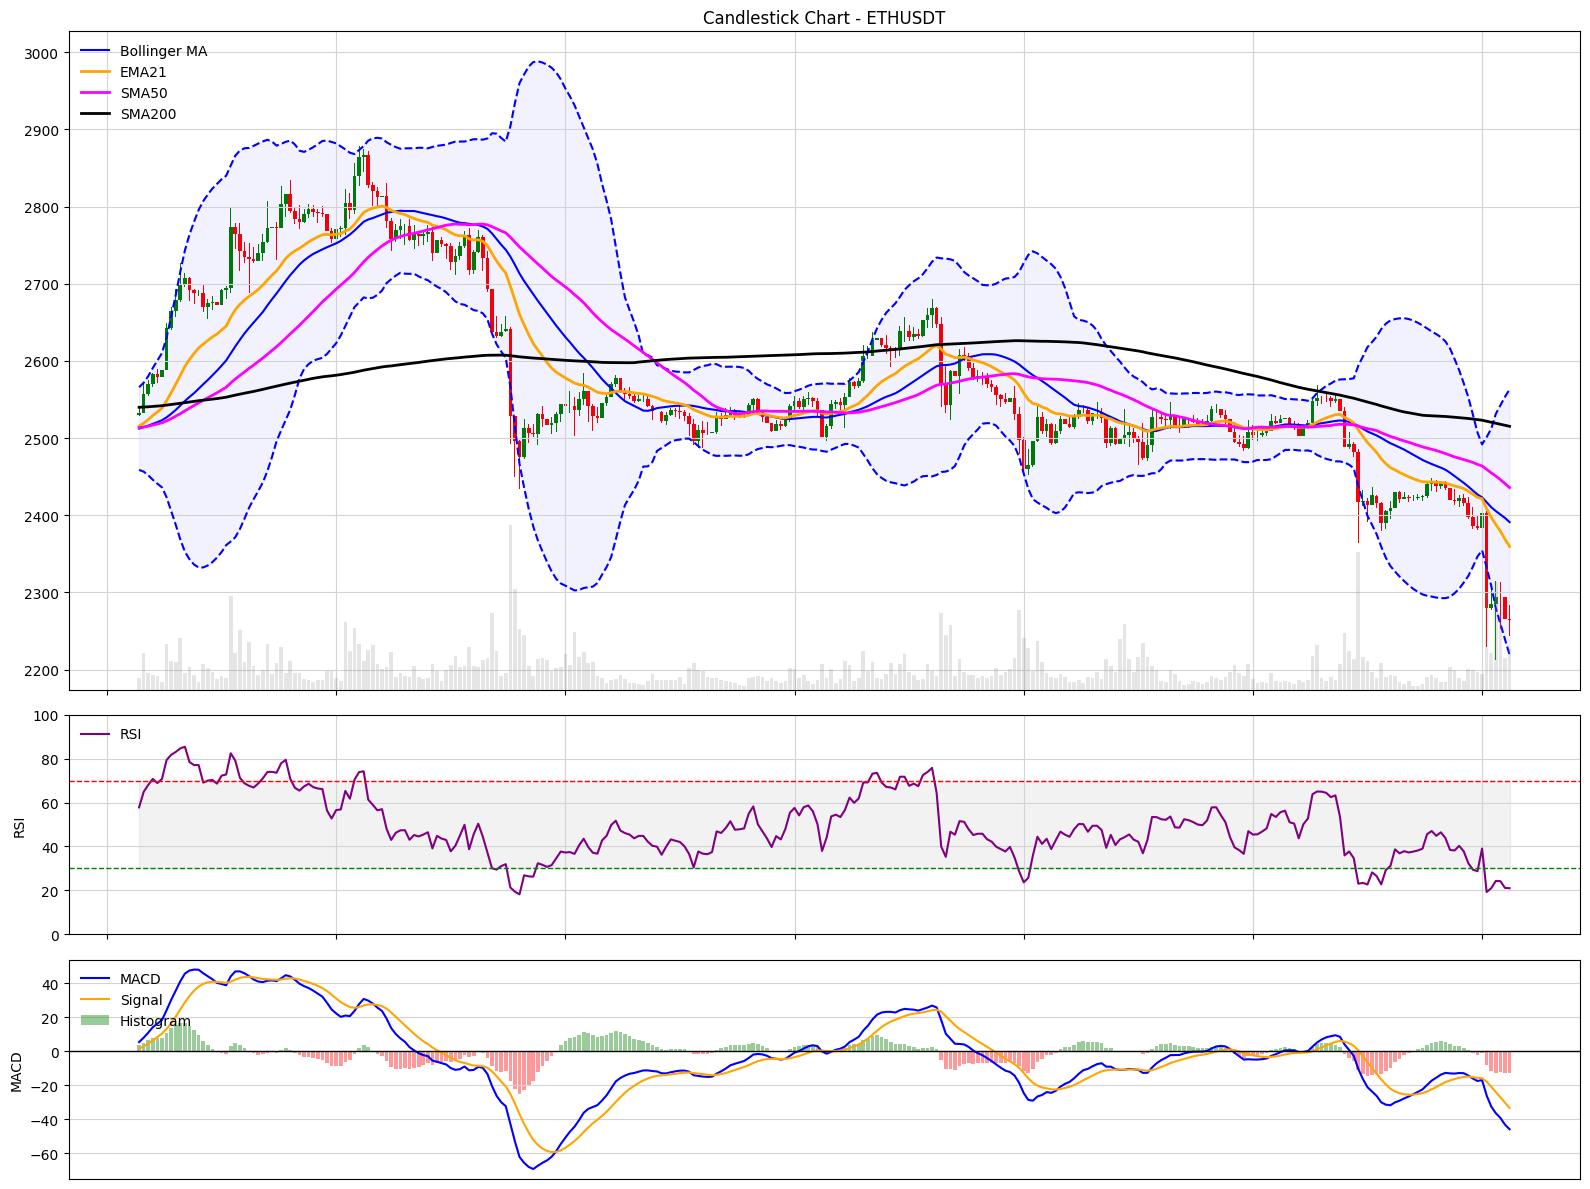 Candlestick Chart - ETHUSDT
Bollinger MA
EMA21
SMA50
SMA200
3000
2900
2800
2700
2600
2500
2400
2300
2200
RSI
100
80
60
40
20
0
RSI
MACD
Signal
Histogram
40
20
0
−20
−40
−60
MACD